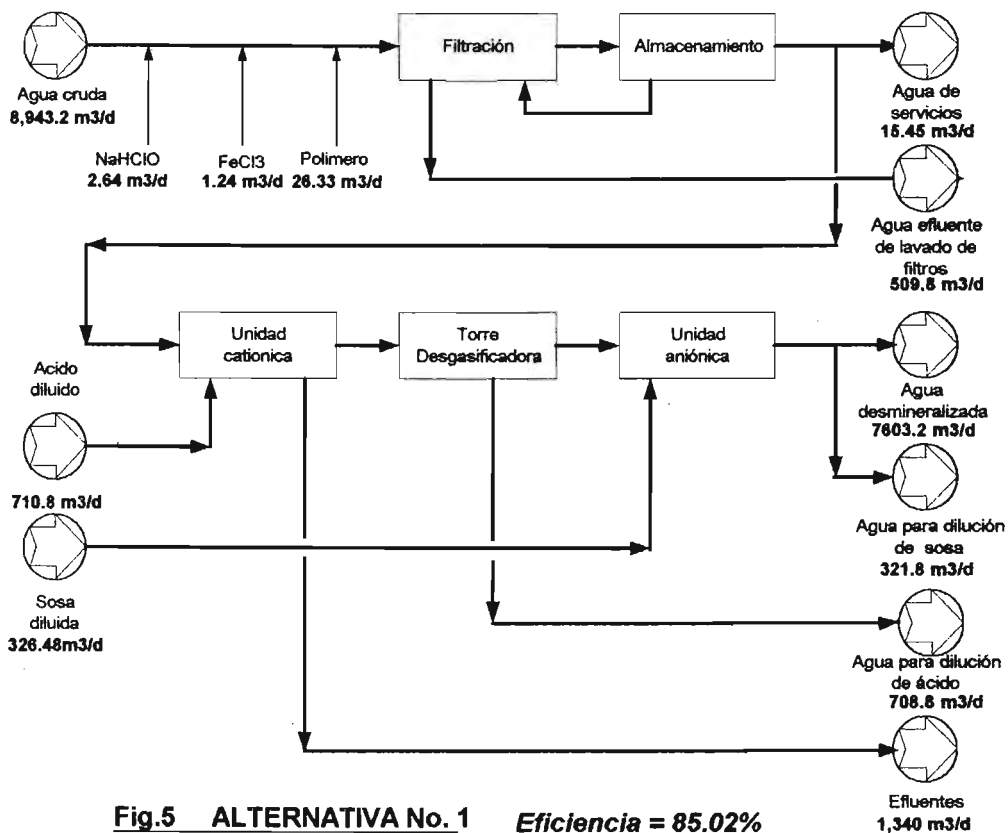 Agua cruda
8,943.2 m3/d
NaHClO
2.64 m3/d
FeCl3
1.24 m3/d
Polimero
26.33 m3/d
Filtración
Almacenamiento
Agua de
servicios
15.45 m3/d
Agua efluente
de lavado de
filtros
509.8 m3/d
Acido
diluido
710.8 m3/d
Sosa
diluida
326.48m3/d
Unidad
cationica
Torre
Desgasificadora
Unidad
aniónica
Agua
desmineralizada
7603.2 m3/d
Agua para dilución
de sosa
321.8 m3/d
Agua para dilución
de ácido
708.8 m3/d
Efluentes
1,340 m3/d
Fig.5 ALTERNATIVA No. 1 Eficiencia = 85.02%